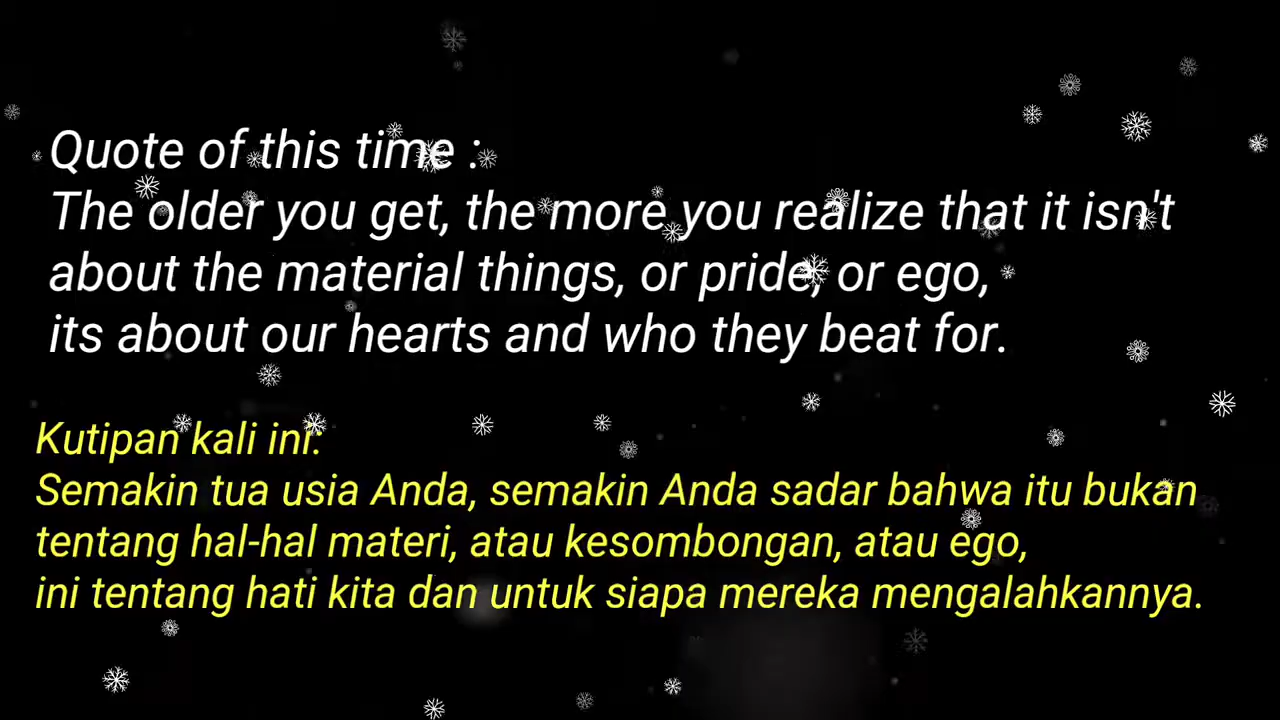 Quote of this time :
The older you get, the more you realize that it isn't
about the material things, or pride, or ego,
its about our hearts and who they beat for.
Kutipan kali ini:
Semakin tua usia Anda, semakin Anda sadar bahwa itu bukan
tentang hal-hal materi, atau kesombongan, atau ego,
ini tentang hati kita dan untuk siapa mereka mengalahkannya.